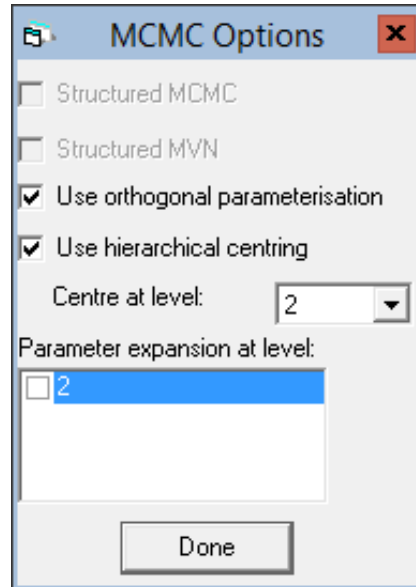 MCMC Options
Structured MCMC
Structured MVN
Use orthogonal parameterisation
Use hierarchical centring
Centre at level:
2
Parameter expansion at level:
2
Done